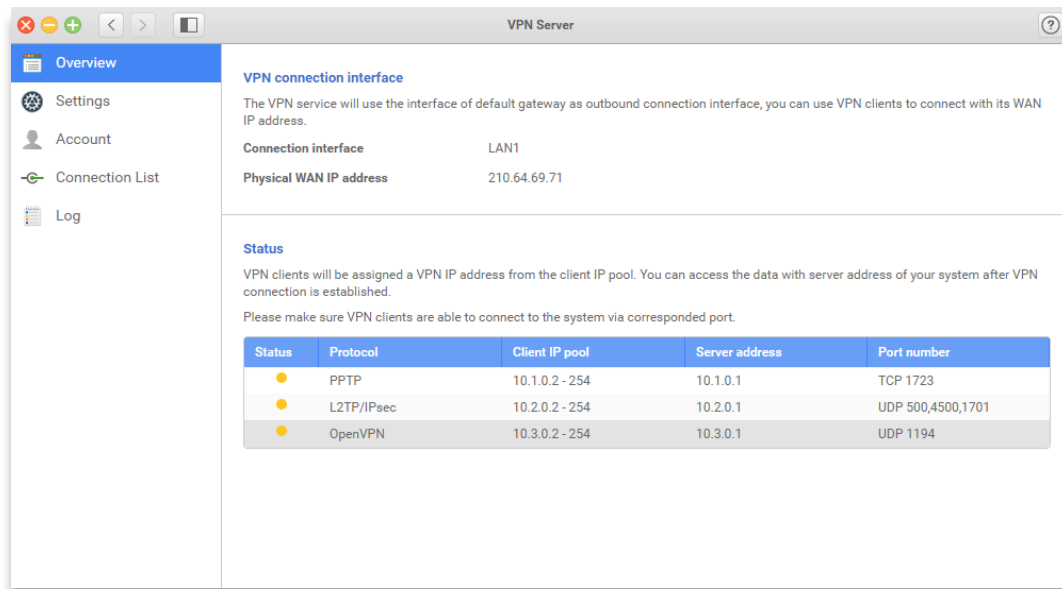 VPN Server
Overview
Settings
Account
Connection List
Log
VPN connection interface
The VPN service will use the interface of default gateway as outbound connection interface, you can use VPN clients to connect with its WAN
IP address.
Connection interface LAN1
Physical WAN IP address 210.64.69.71
Status
VPN clients will be assigned a VPN IP address from the client IP pool. You can access the data with server address of your system after VPN
connection is established.
Please make sure VPN clients are able to connect to the system via corresponded port.
Status Protocol Client IP pool Server address Port number
PPTP 10.1.0.2 - 254 10.1.0.1 TCP 1723
L2TP/IPsec 10.2.0.2 - 254 10.2.0.1 UDP 500,4500,1701
OpenVPN 10.3.0.2 - 254 10.3.0.1 UDP 1194